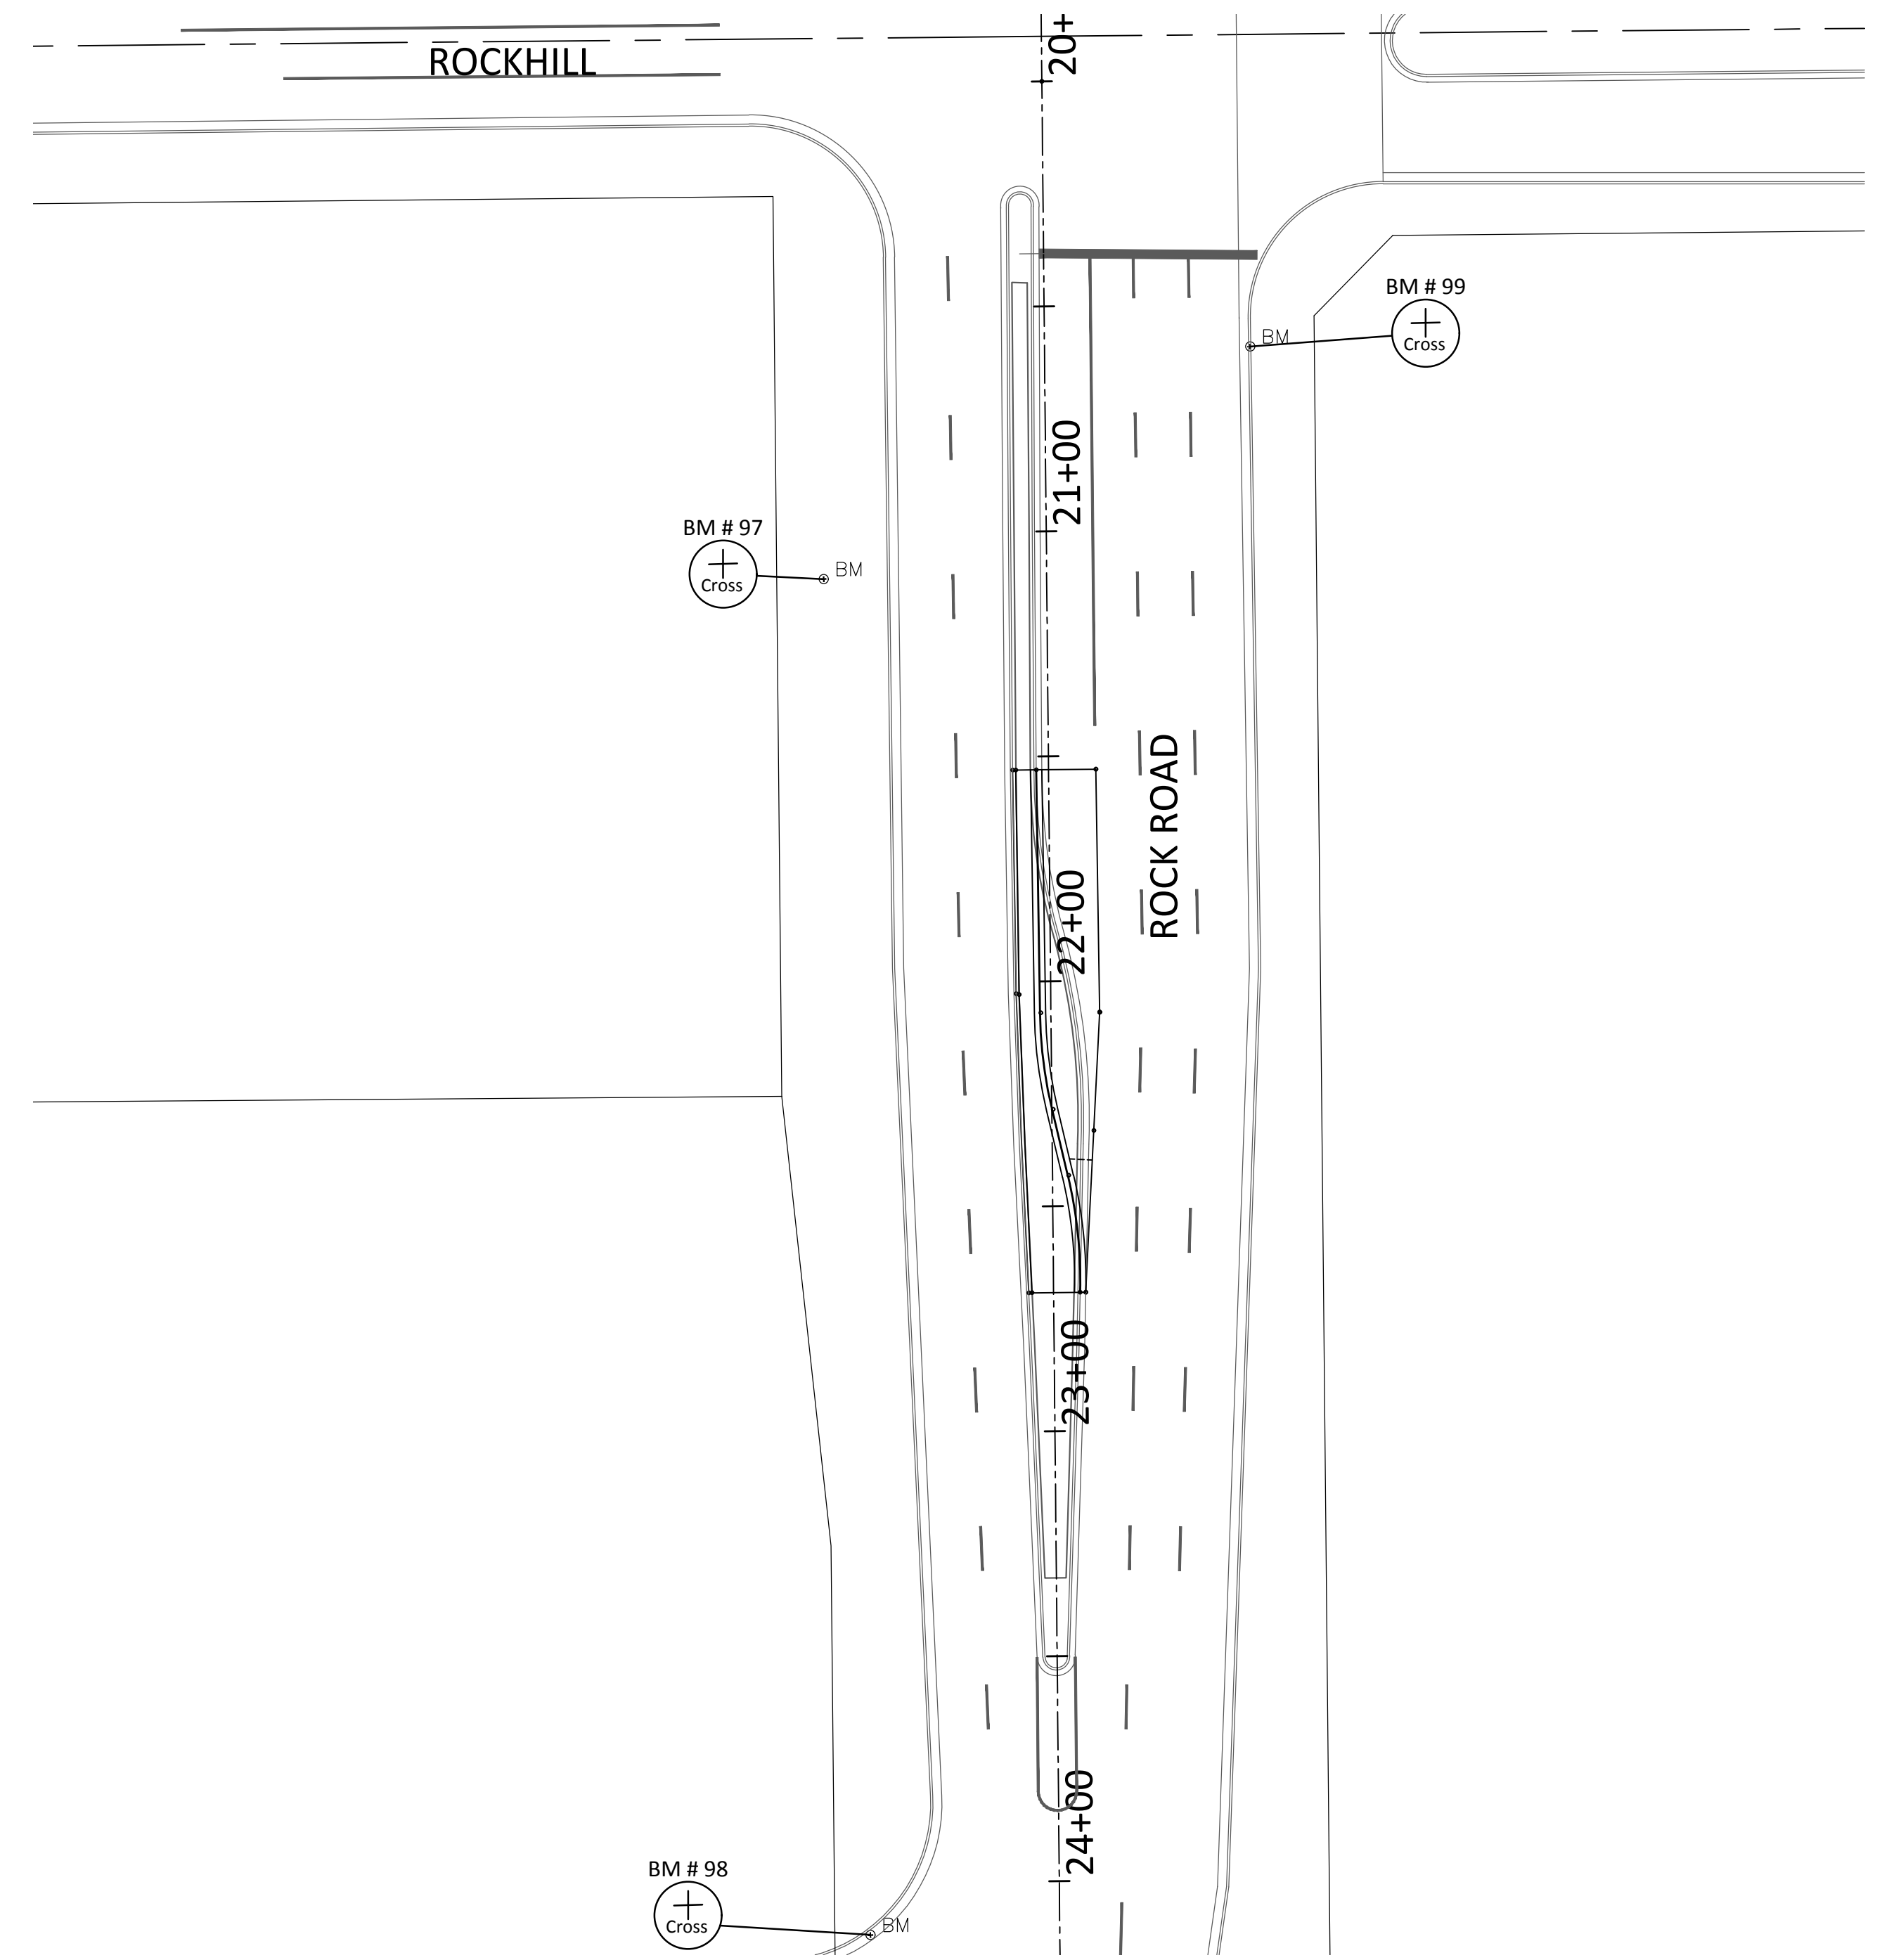 20+
ROCKHILL
BM # 99
Cross
BM
21+00
BM # 97
Cross
BM
ROCK ROAD
22+00
23+00
24+00
BM # 98
Cross
BM